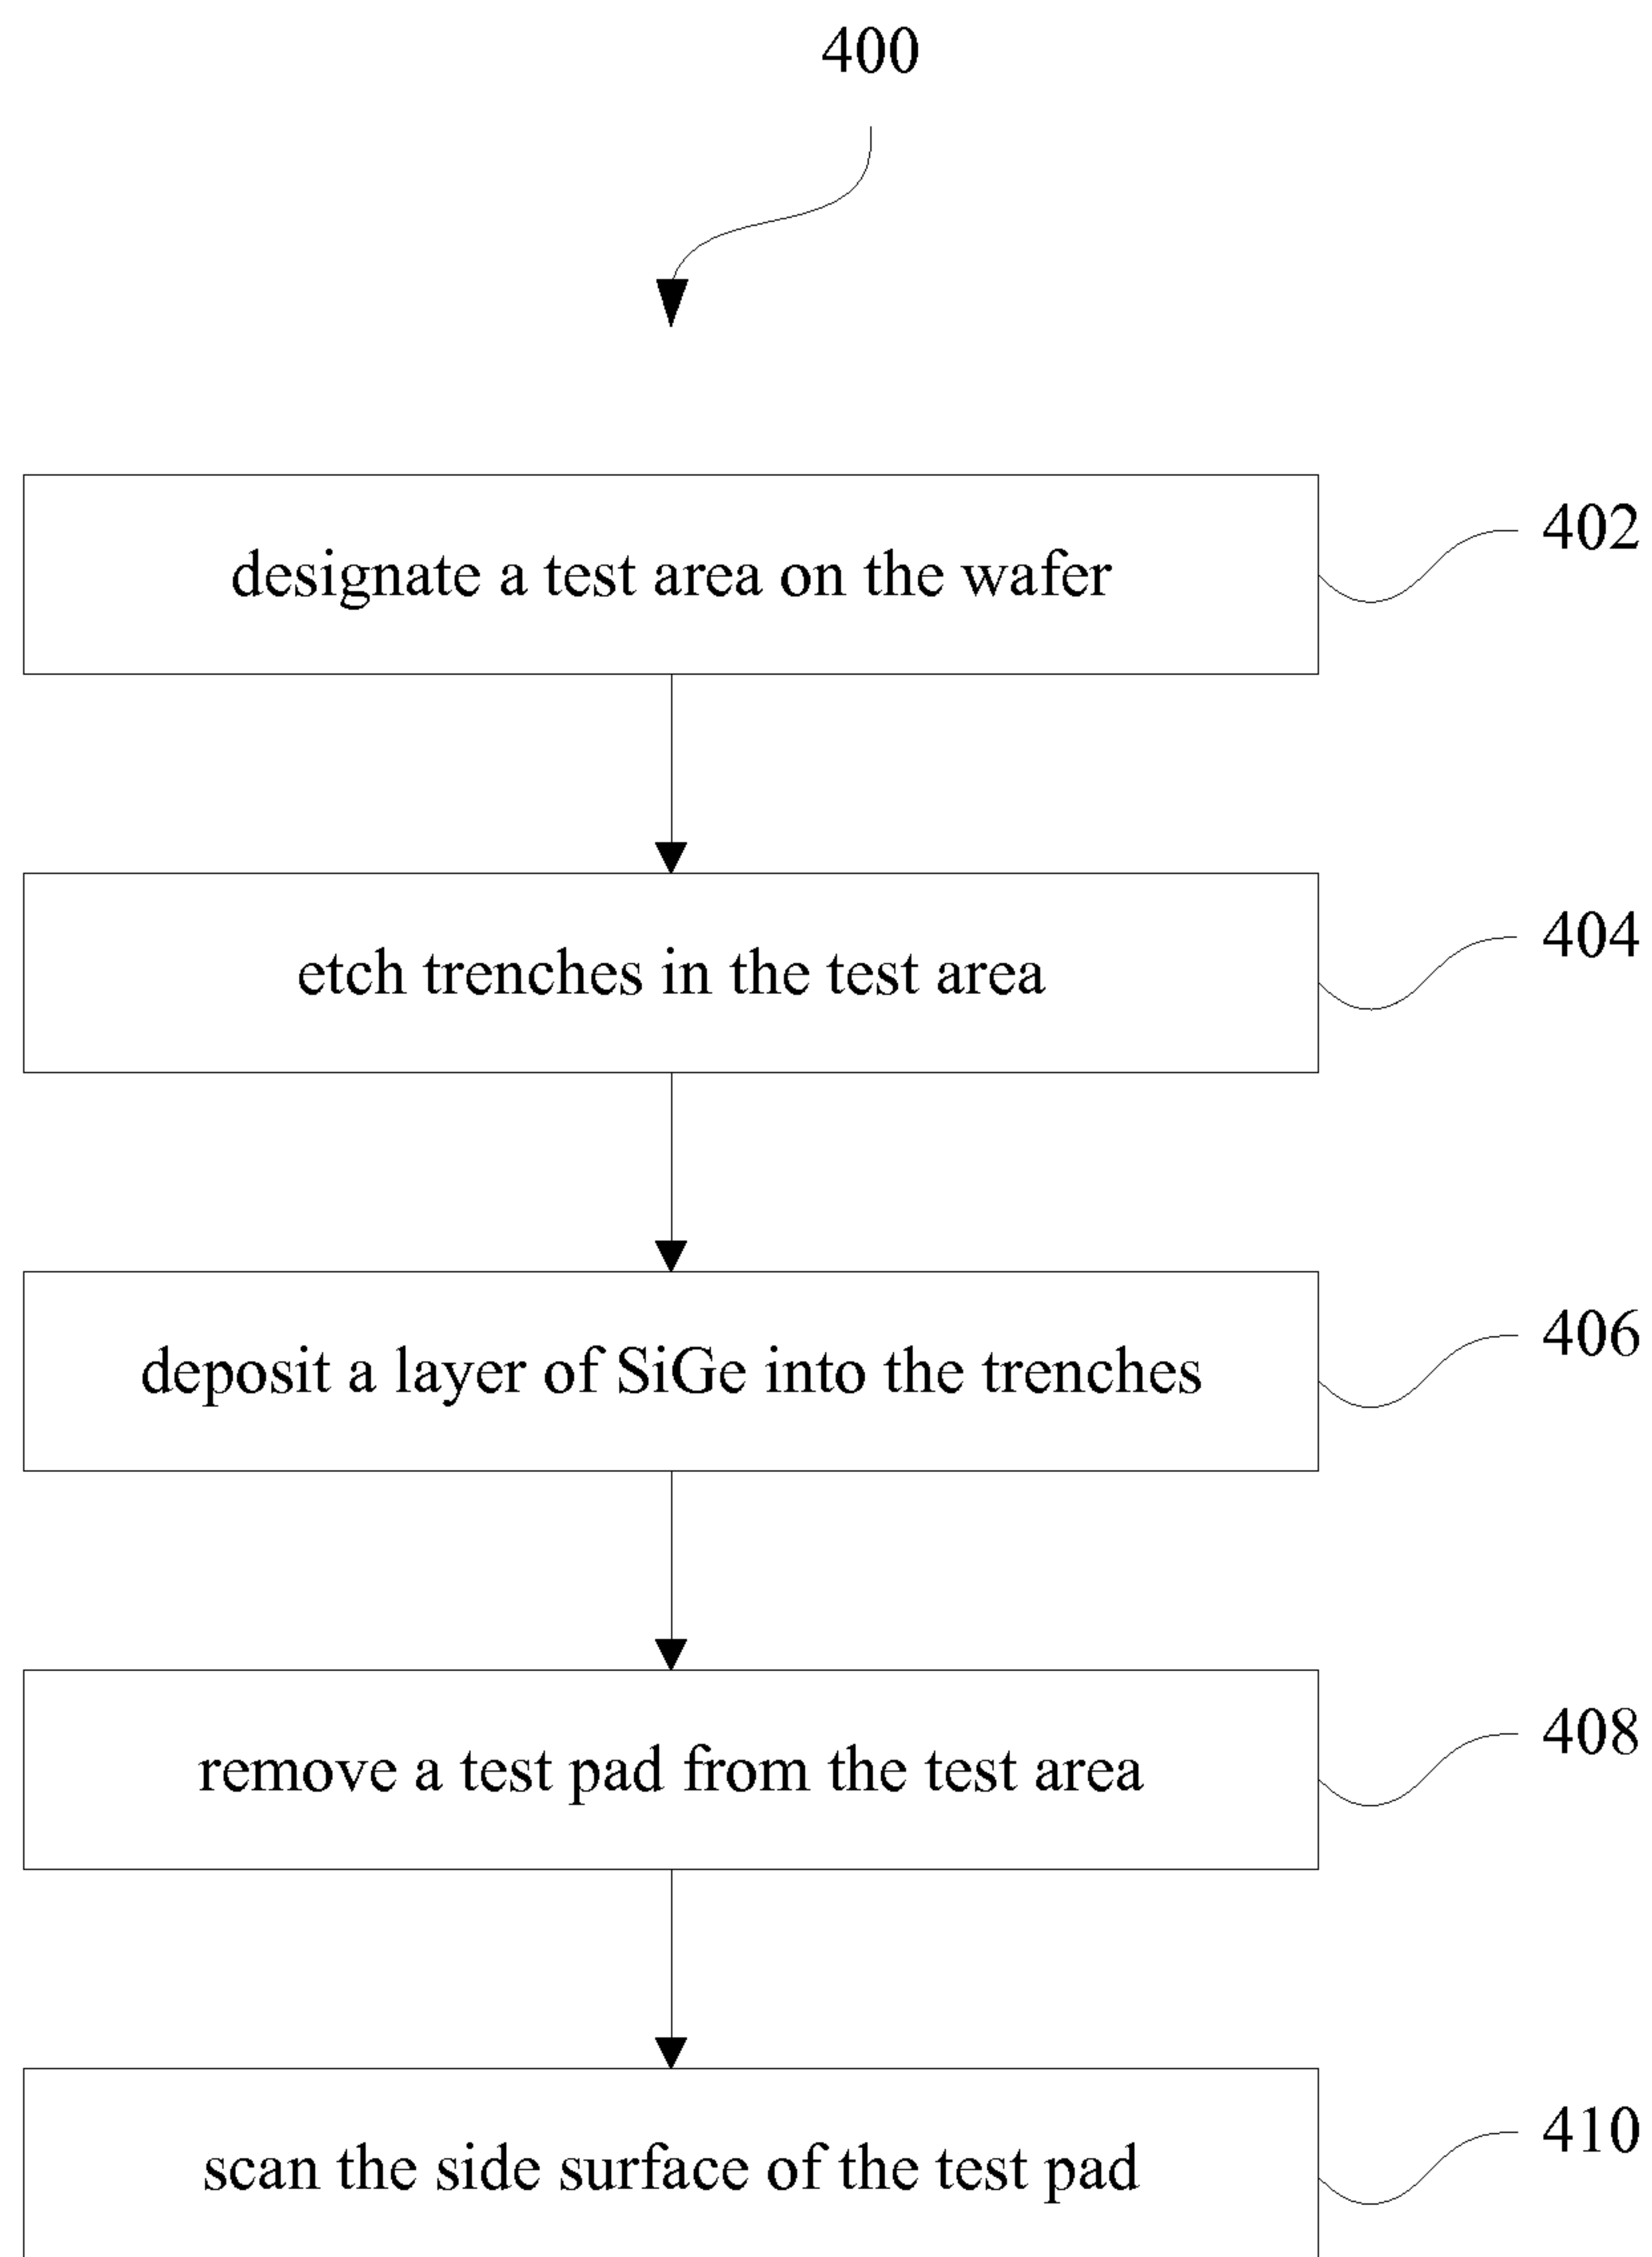 400
designate a test area on the wafer
402
etch trenches in the test area
404
deposit a layer of SiGe into the trenches
406
remove a test pad from the test area
408
scan the side surface of the test pad
410